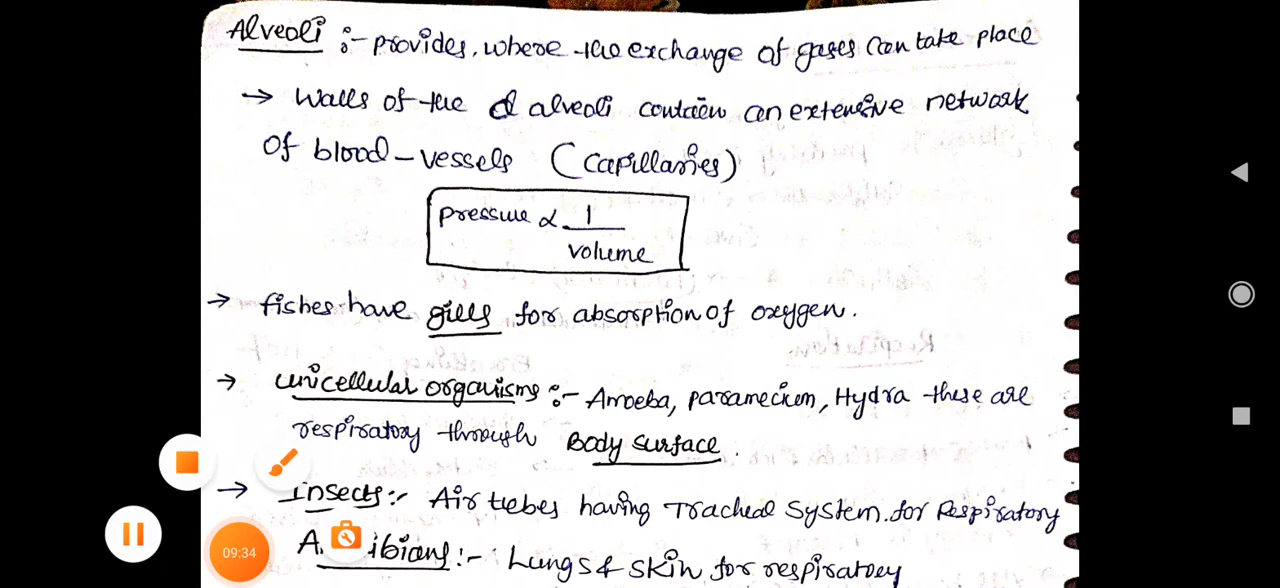 Alveoli :- provides, where the exchange of gases can take place
→ Walls of the alveoli contain an extensive network
of blood-vessels (capillaries)
pressure ∝ 1
volume
→ fishes have gills for absorption of oxygen.
→ unicellular organisms :- Amoeba, paramecium, Hydra these are
respiratory through Body surface.
→ Insects :- Air tubes having Tracheal system for Respiratory
A ibians :- Lungs & skin for respiratory
Respiration
09:34